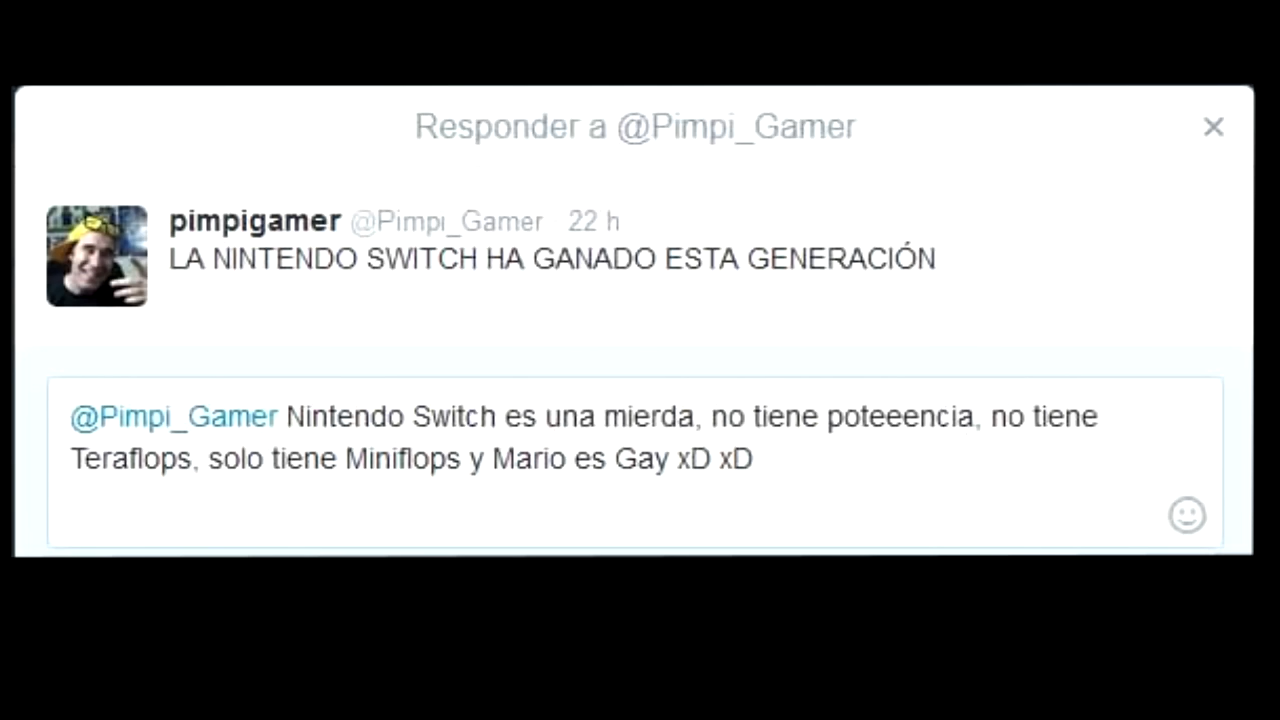 Responder a @Pimpi_Gamer
pimpigamer @Pimpi_Gamer 22 h
LA NINTENDO SWITCH HA GANADO ESTA GENERACIÓN
@Pimpi_Gamer Nintendo Switch es una mierda, no tiene poteeencia, no tiene
Teraflops, solo tiene Miniflops y Mario es Gay xD xD